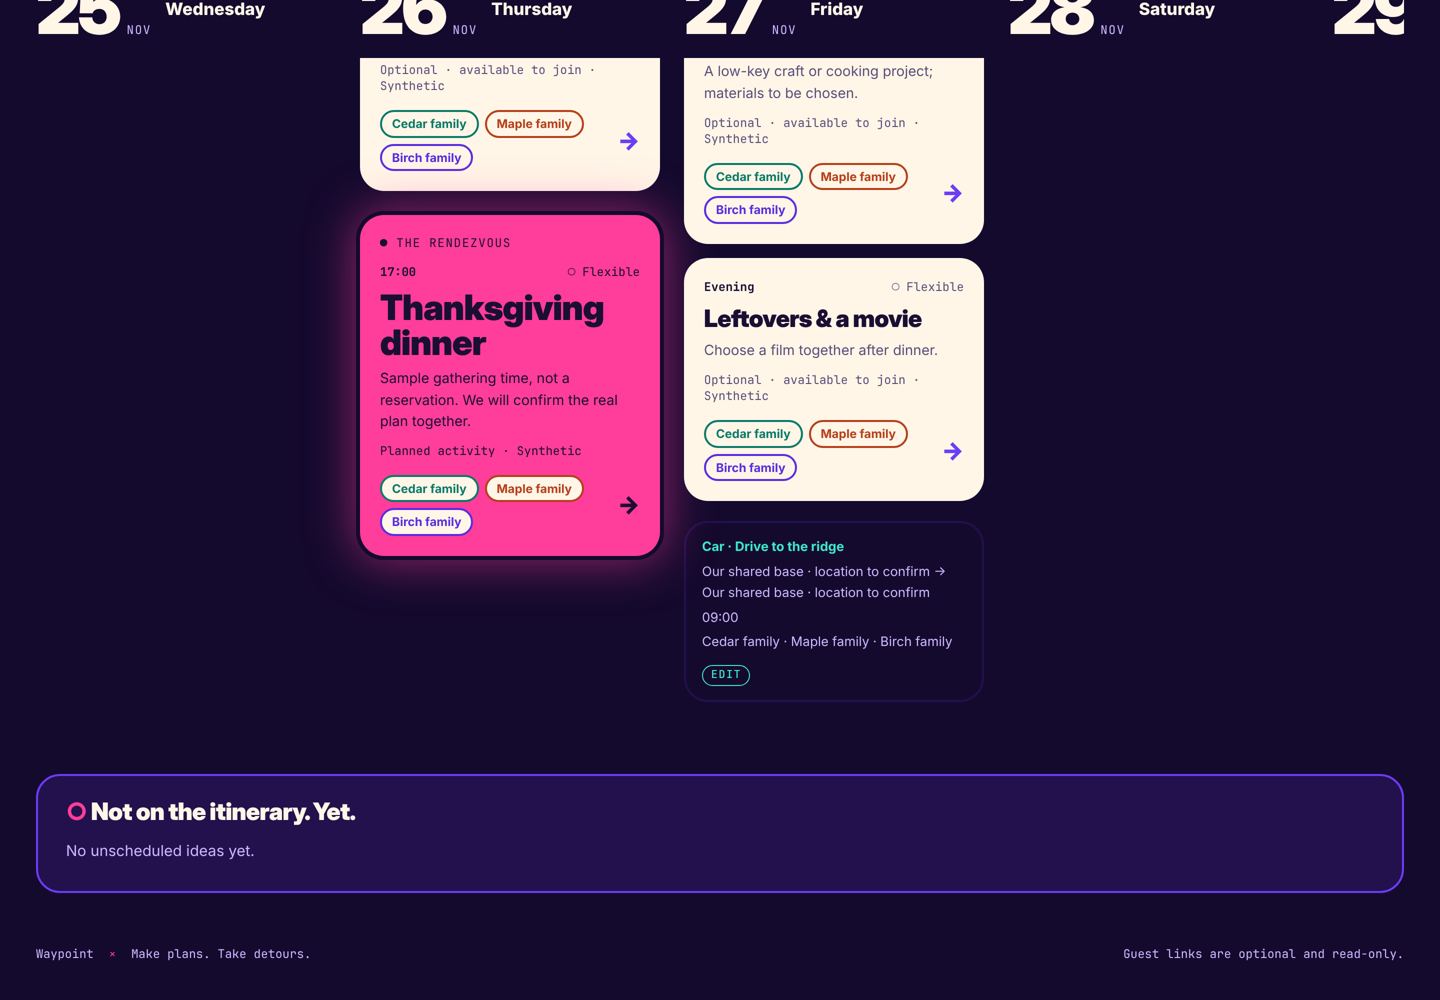 25 NOV Wednesday
26 NOV Thursday
27 NOV Friday
28 NOV Saturday
29
Optional · available to join ·
Synthetic
Cedar family
Maple family
Birch family
→
THE RENDEZVOUS
17:00
Flexible
Thanksgiving
dinner
Sample gathering time, not a
reservation. We will confirm the real
plan together.
Planned activity · Synthetic
Cedar family
Maple family
Birch family
→
A low-key craft or cooking project;
materials to be chosen.
Optional · available to join ·
Synthetic
Cedar family
Maple family
Birch family
→
Evening
Flexible
Leftovers & a movie
Choose a film together after dinner.
Optional · available to join ·
Synthetic
Cedar family
Maple family
Birch family
→
Car · Drive to the ridge
Our shared base · location to confirm →
Our shared base · location to confirm
09:00
Cedar family · Maple family · Birch family
EDIT
Not on the itinerary. Yet.
No unscheduled ideas yet.
Waypoint × Make plans. Take detours.
Guest links are optional and read-only.